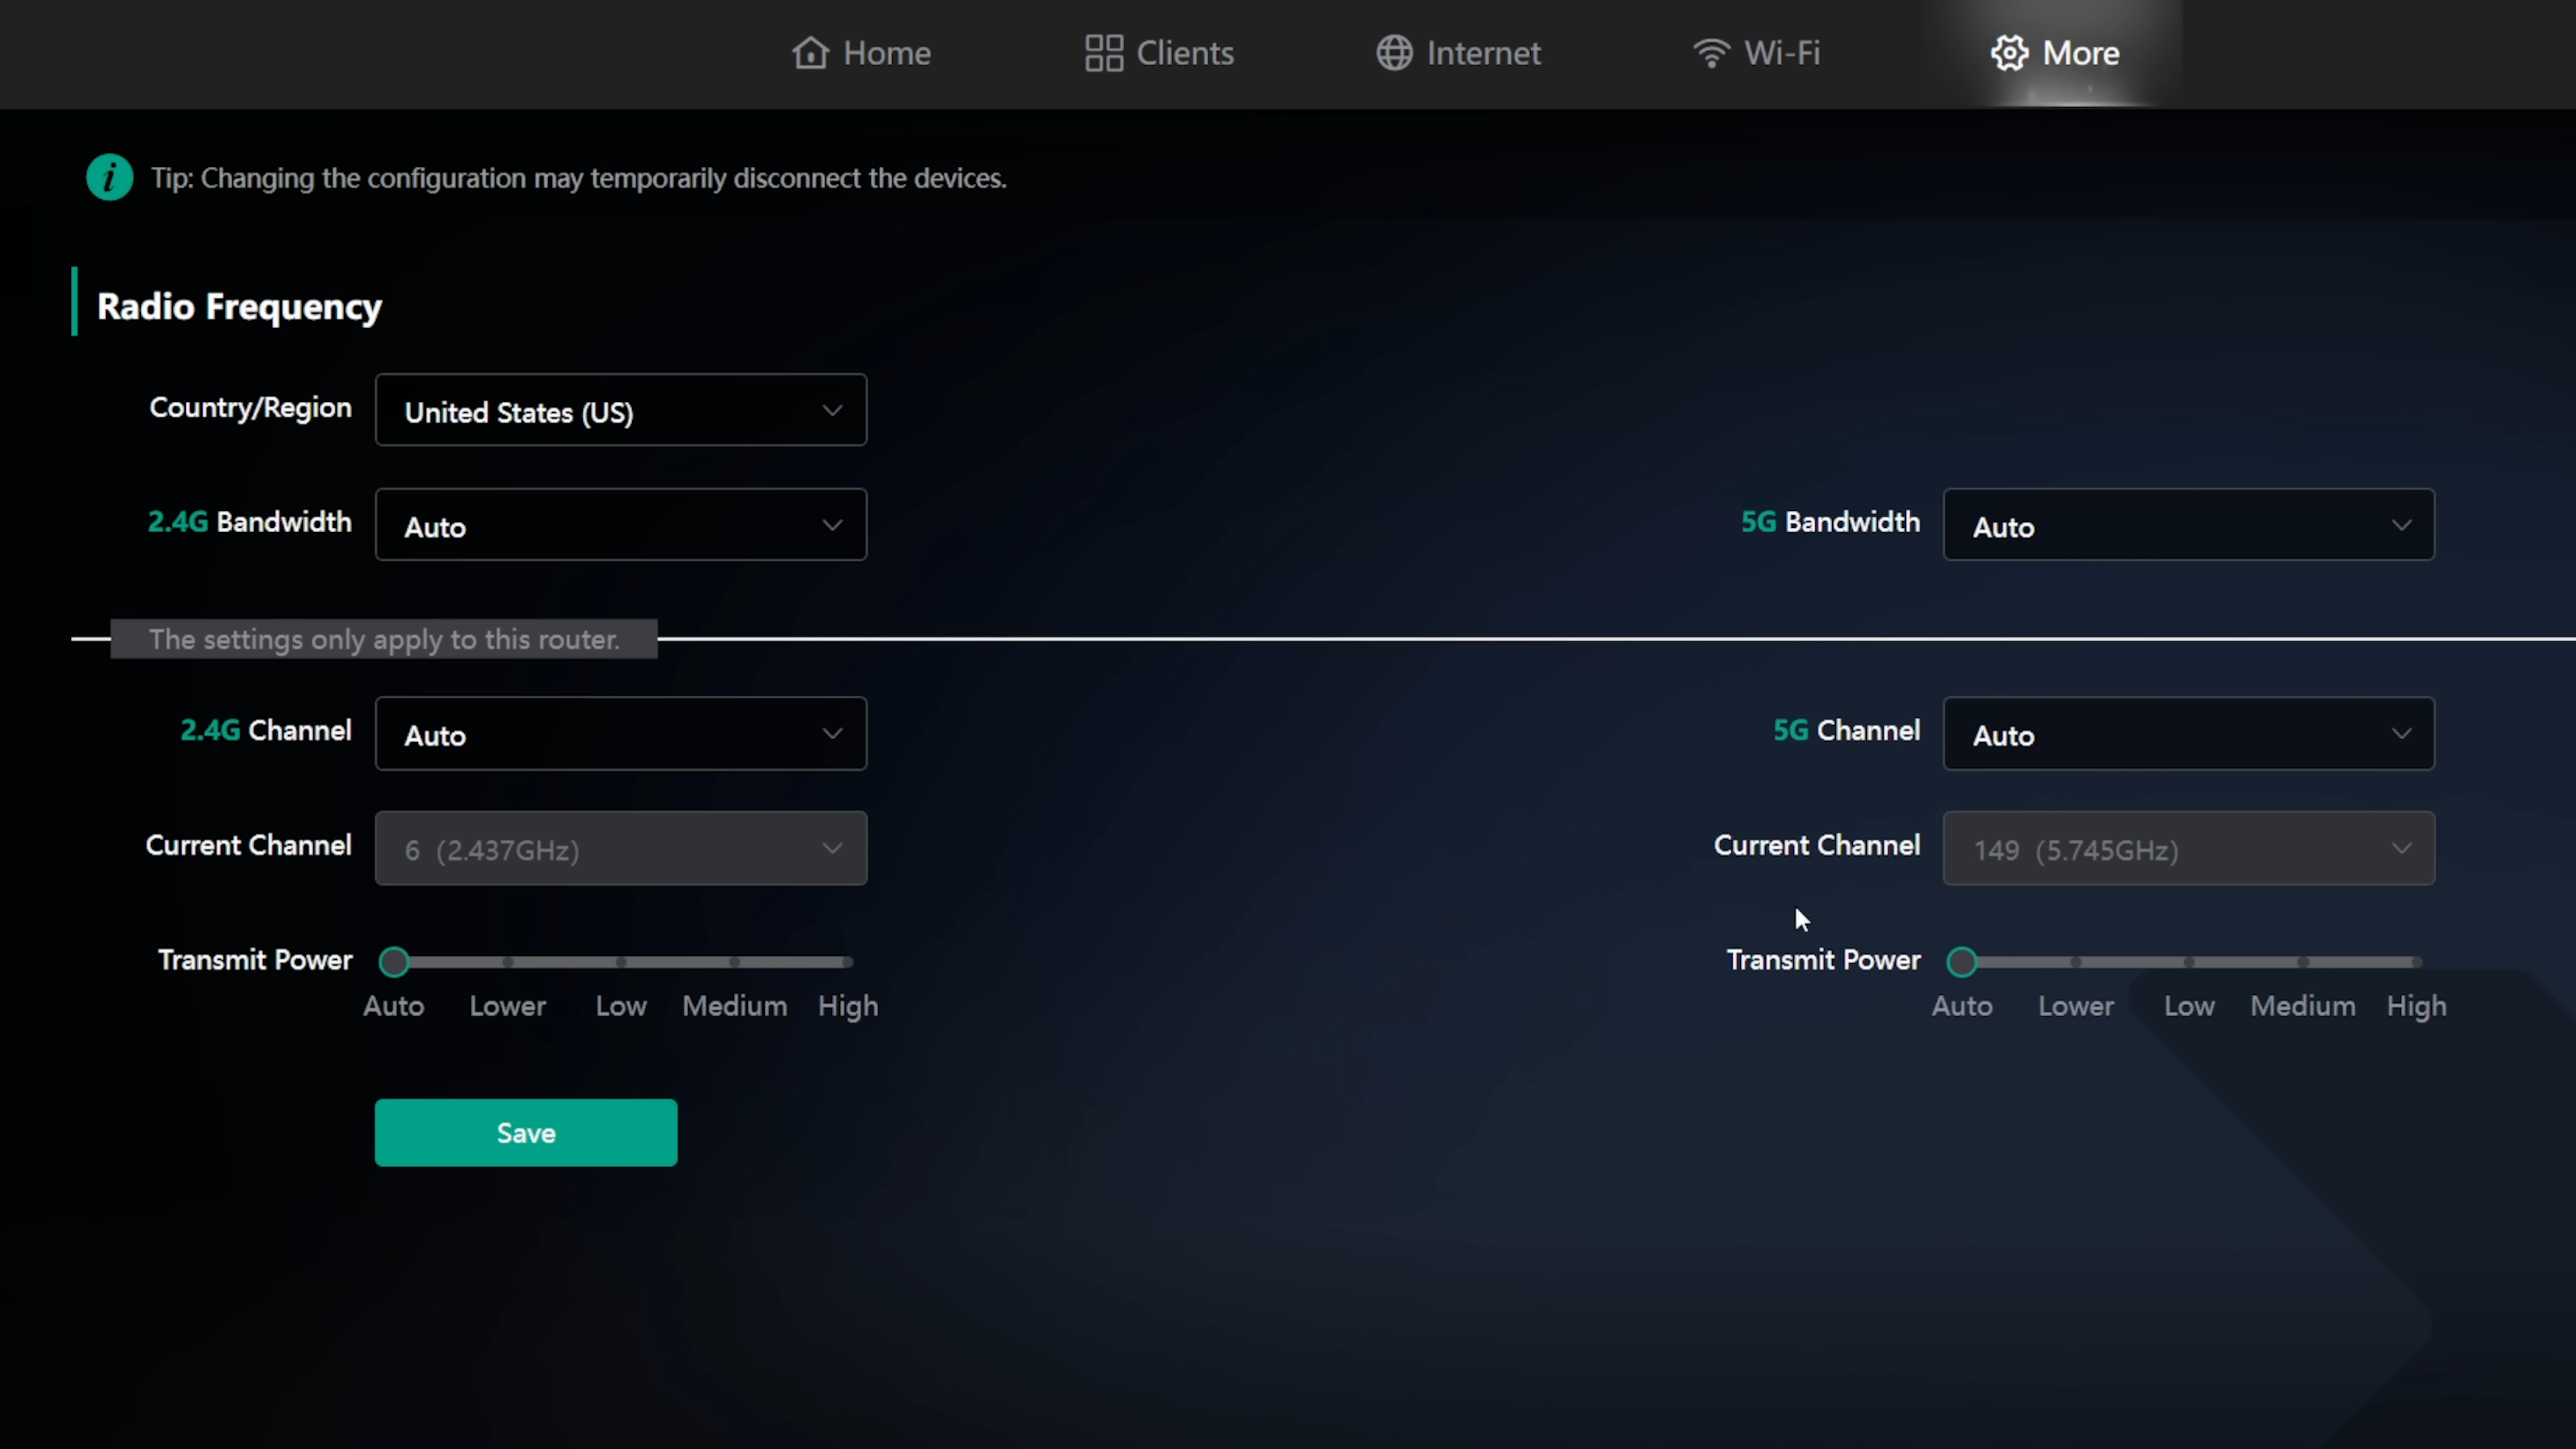 Home Clients Internet Wi-Fi More
Tip: Changing the configuration may temporarily disconnect the devices.
Radio Frequency
Country/Region United States (US)
2.4G Bandwidth Auto 5G Bandwidth Auto
The settings only apply to this router.
2.4G Channel Auto 5G Channel Auto
Current Channel 6 (2.437GHz) Current Channel 149 (5.745GHz)
Transmit Power Transmit Power
Auto Lower Low Medium High Auto Lower Low Medium High
Save